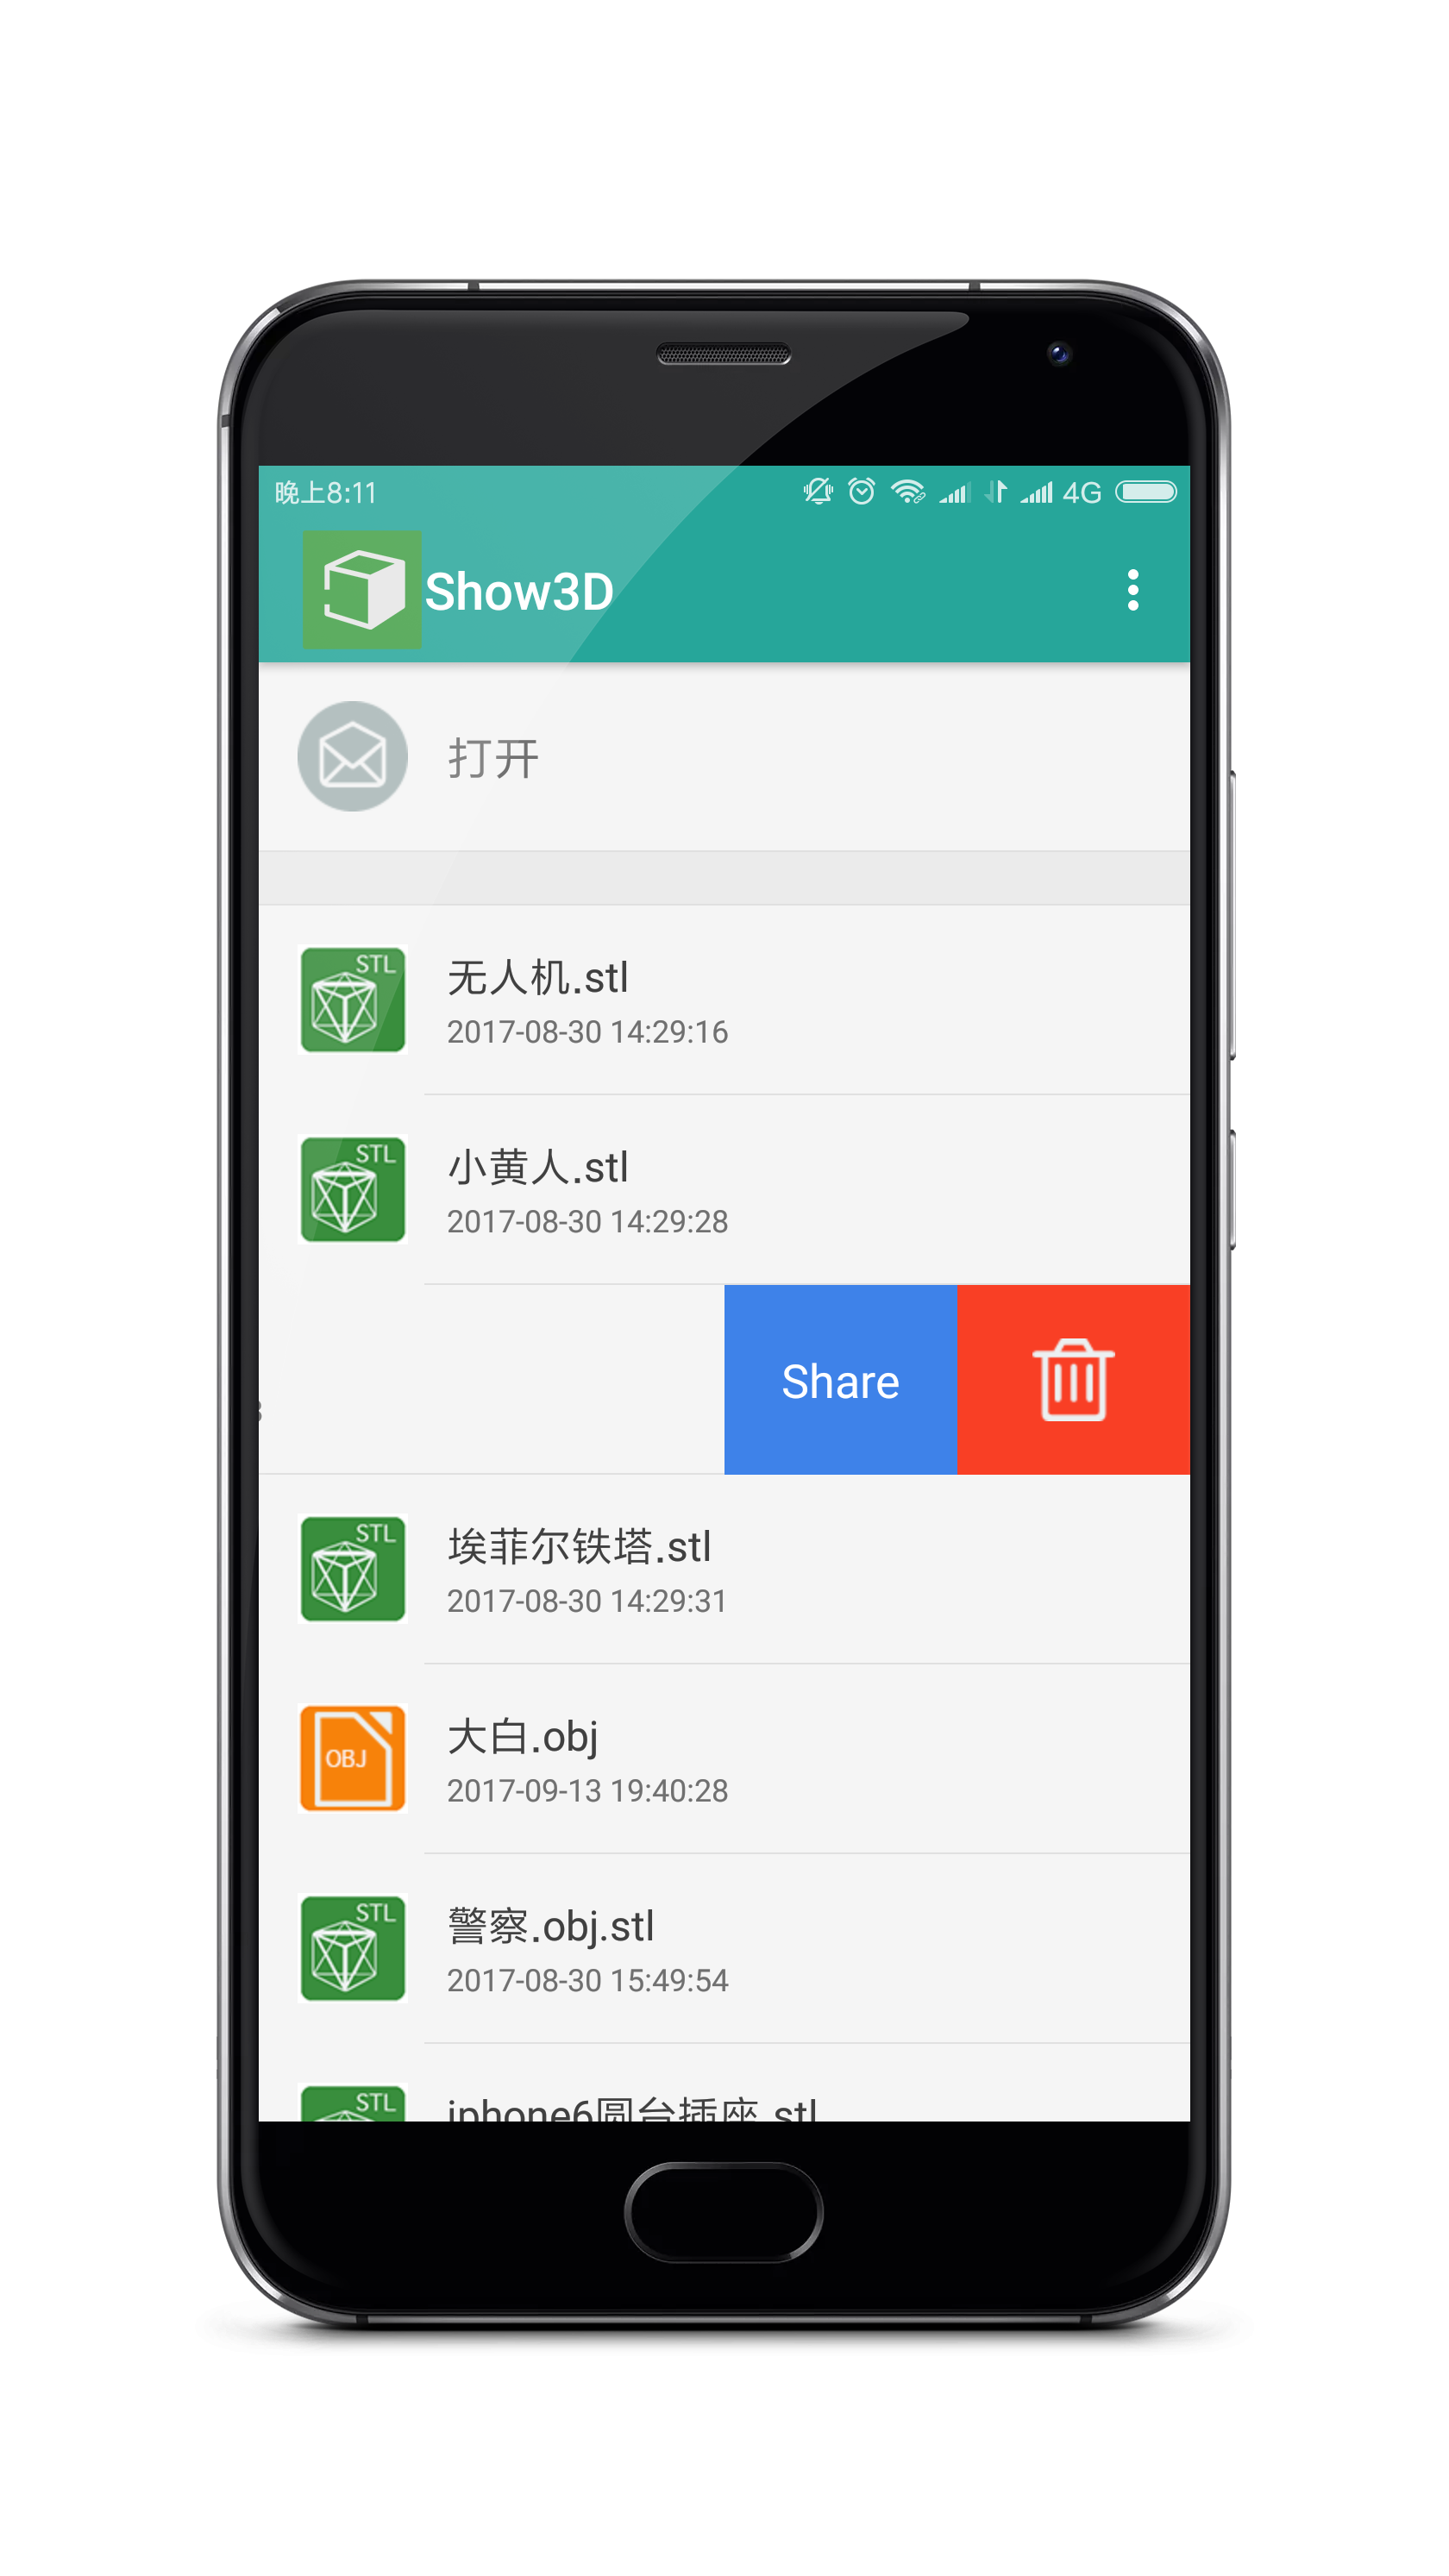 晚上8:11
4G
Show3D
打开
STL
无人机.stl
2017-08-30 14:29:16
STL
小黄人.stl
2017-08-30 14:29:28
Share
STL
埃菲尔铁塔.stl
2017-08-30 14:29:31
OBJ
大白.obj
2017-09-13 19:40:28
STL
警察.obj.stl
2017-08-30 15:49:54
STL
iphone6圆台插座.stl